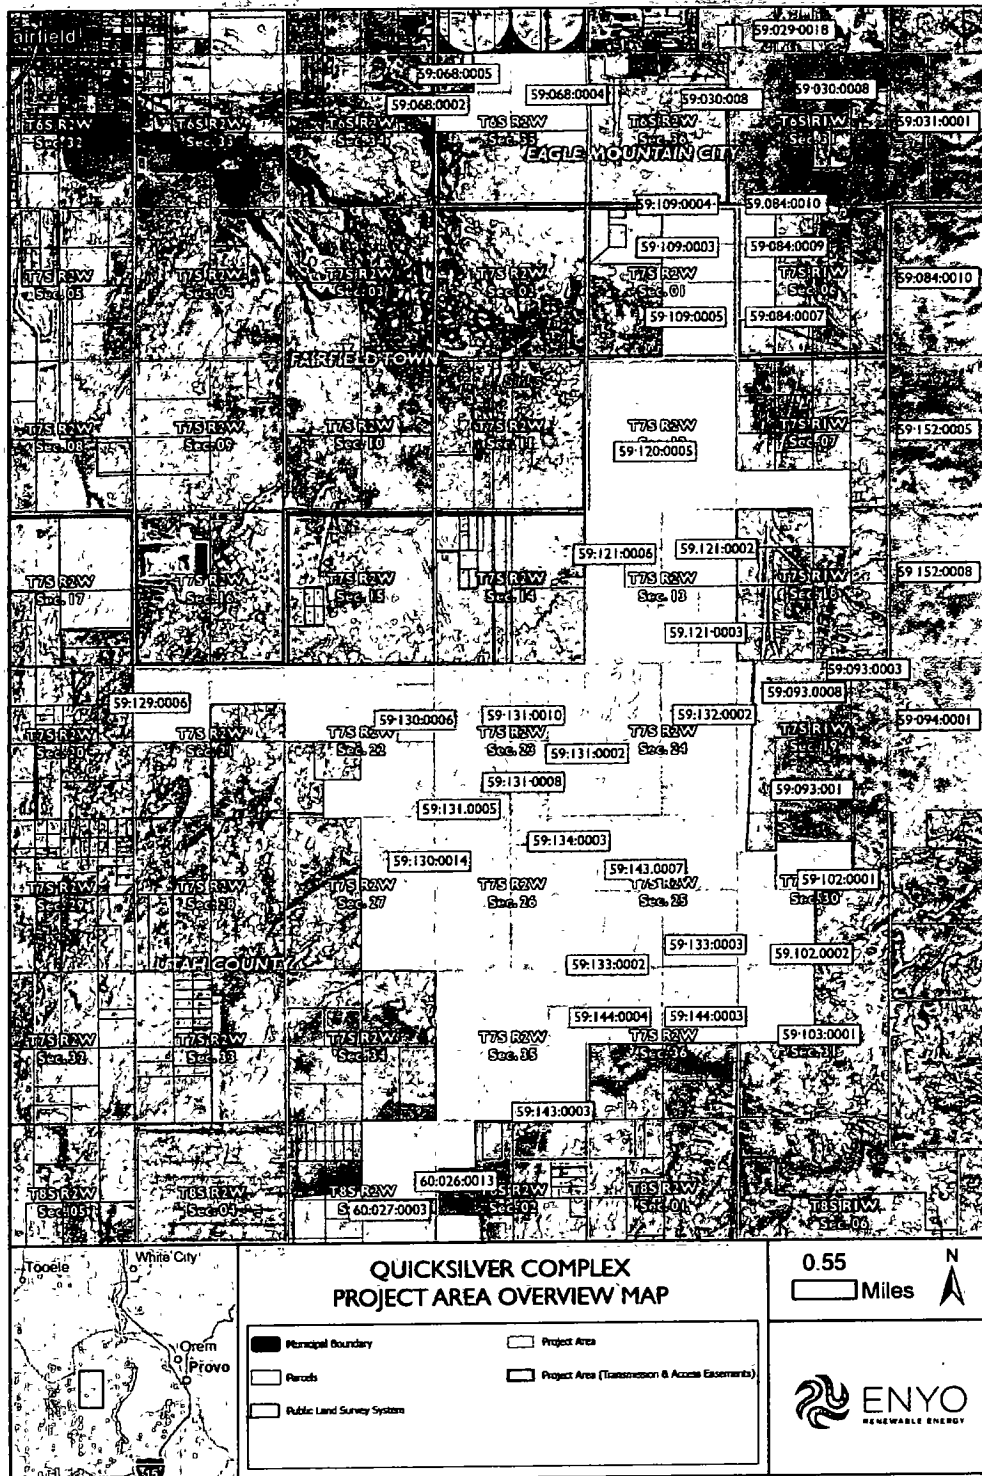 airfield
59:029-0018
59:068:0005
59:068:0002
59:068:0004
59:030:008
59:030:0008
T6S R2W
Sec. 32
T6S R2W
Sec. 33
T6S R2W
T6S R2W
Sec. 35
T6S R2W
Sec. 36
T6S R1W
59:031:0001
EAGLE MOUNTAIN CITY
59:109:0004
59.084:0010
59:109:0003
59:084:0009
T7S R2W
Sec. 05
T7S R2W
Sec. 04
T7S R2W
Sec. 03
T7S R2W
T7S R2W
Sec. 01
T7S R1W
Sec. 06
59:084:0010
59:109:0005
59:084:0007
FAIRFIELD TOWN
T7S R2W
Sec. 08
T7S R2W
Sec. 09
T7S R2W
Sec. 10
T7S R2W
Sec. 11
T7S R2W
59:120:0005
T7S R1W
Sec. 07
59:152:0005
59:121:0006
59.121:0002
T7S R2W
Sec. 17
T7S R2W
Sec. 16
T7S R2W
Sec. 15
T7S R2W
Sec. 14
T7S R2W
Sec. 13
T7S R1W
Sec. 18
59 152:0008
59.121-0003
59:093:0003
59:129:0006
59:093.0008
59:130:0006
59:131:0010
59:132:0002
59:094:0001
T7S R2W
Sec. 20
T7S R2W
Sec. 21
T7S R2W
Sec. 22
T7S R2W
Sec. 23
T7S R2W
Sec. 24
T7S R1W
Sec. 19
59:131:0002
59:131-0008
59:093:001
59:131.0005
59:134:0003
59:130:0014
59:143.0007
T7S R2W
Sec. 29
T7S R2W
Sec. 28
T7S R2W
Sec. 27
T7S R2W
Sec. 26
T7S R2W
Sec. 25
59-102:0001
Sec. 30
59:133:0003
59.102.0002
UTAH COUNTY
59:133:0002
59:144:0004
59:144:0003
59:103:0001
T7S R2W
Sec. 32
T7S R2W
Sec. 33
T7S R2W
Sec. 34
T7S R2W
Sec. 35
T7S R2W
Sec. 36
Sec. 31
59:143:0003
60:026:0013
T8S R2W
Sec. 05
T8S R2W
Sec. 04
T8S R2W
60:027:0003
Sec. 02
T8S R2W
Sec. 01
T8S R1W
Sec. 06
Tooele
White City
Orem
Provo
QUICKSILVER COMPLEX
PROJECT AREA OVERVIEW MAP
Municipal Boundary
Project Area
Parcels
Project Area (Transmission & Access Easements)
Public Land Survey System
0.55
Miles
N
ENYO
RENEWABLE ENERGY